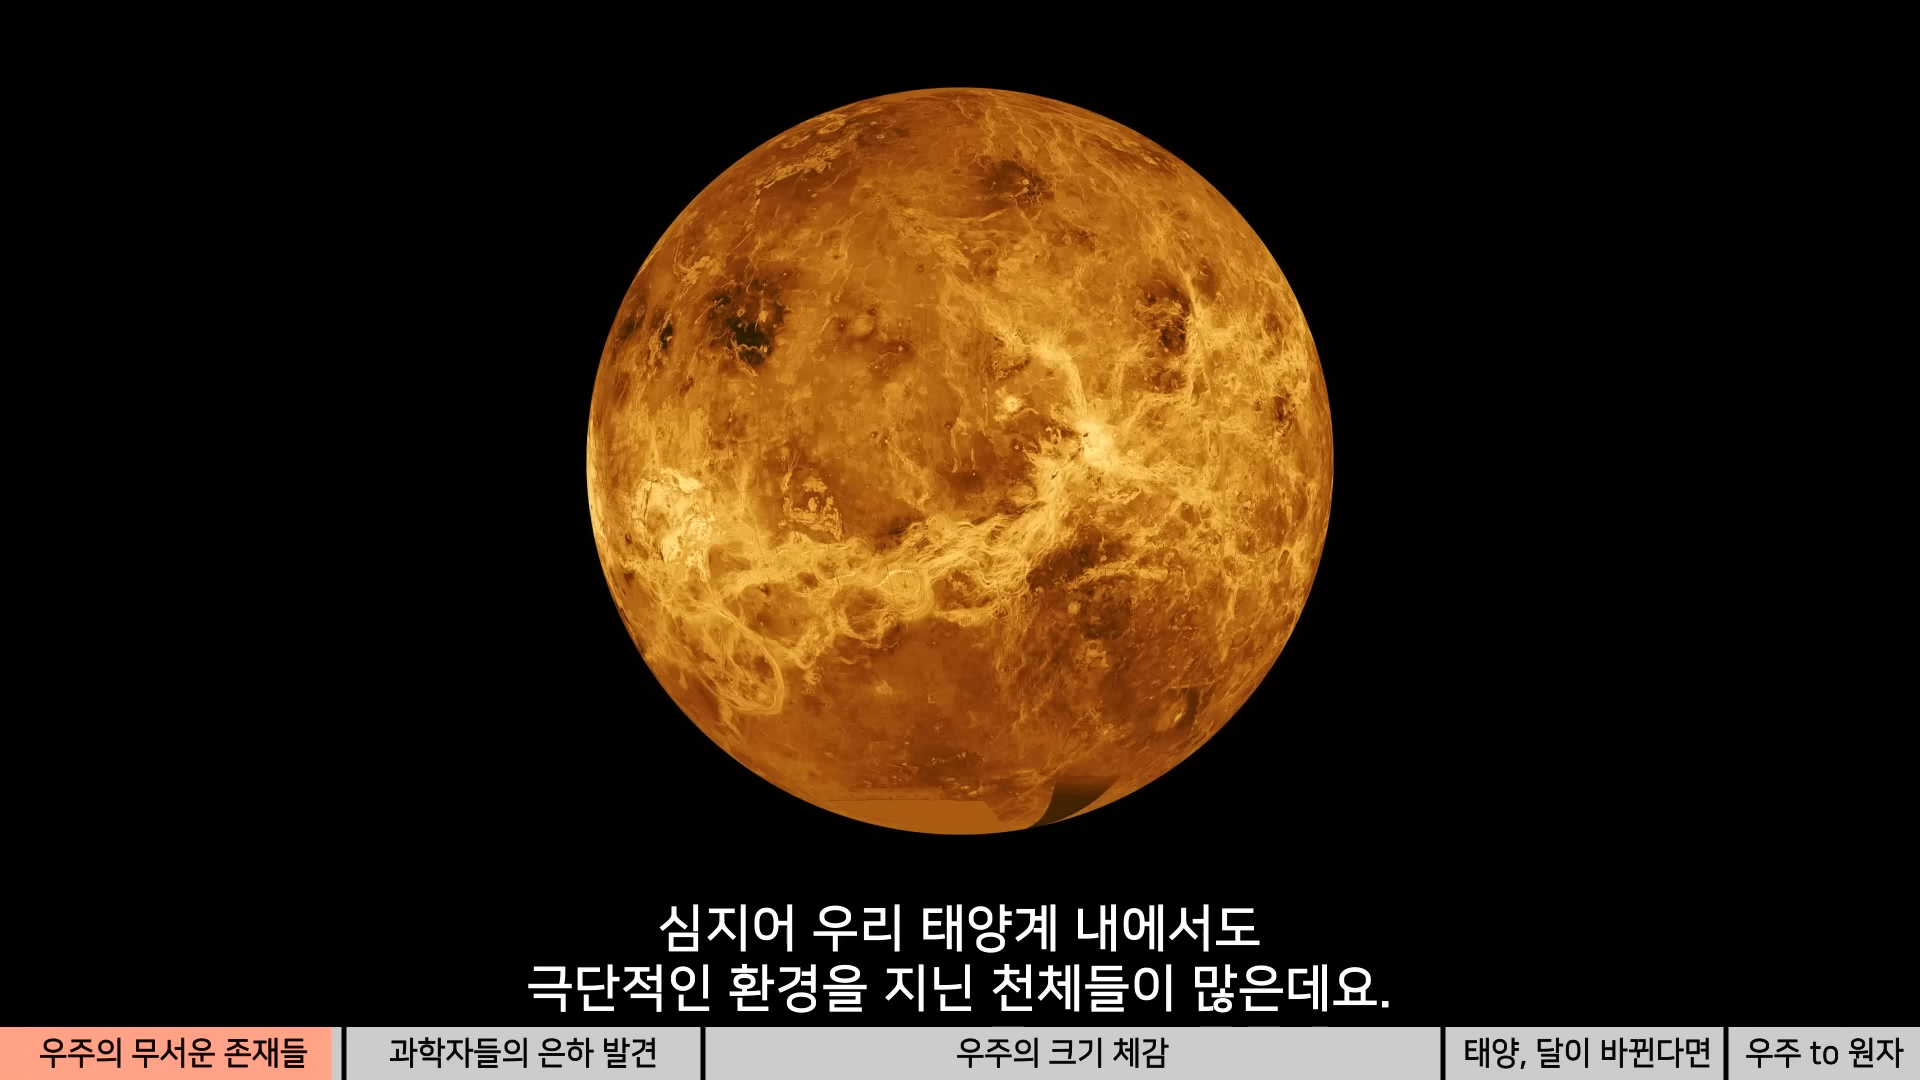 심지어 우리 태양계 내에서도
극단적인 환경을 지닌 천체들이 많은데요.
우주의 무서운 존재들
과학자들의 은하 발견
우주의 크기 체감
태양, 달이 바뀐다면
우주 to 원자